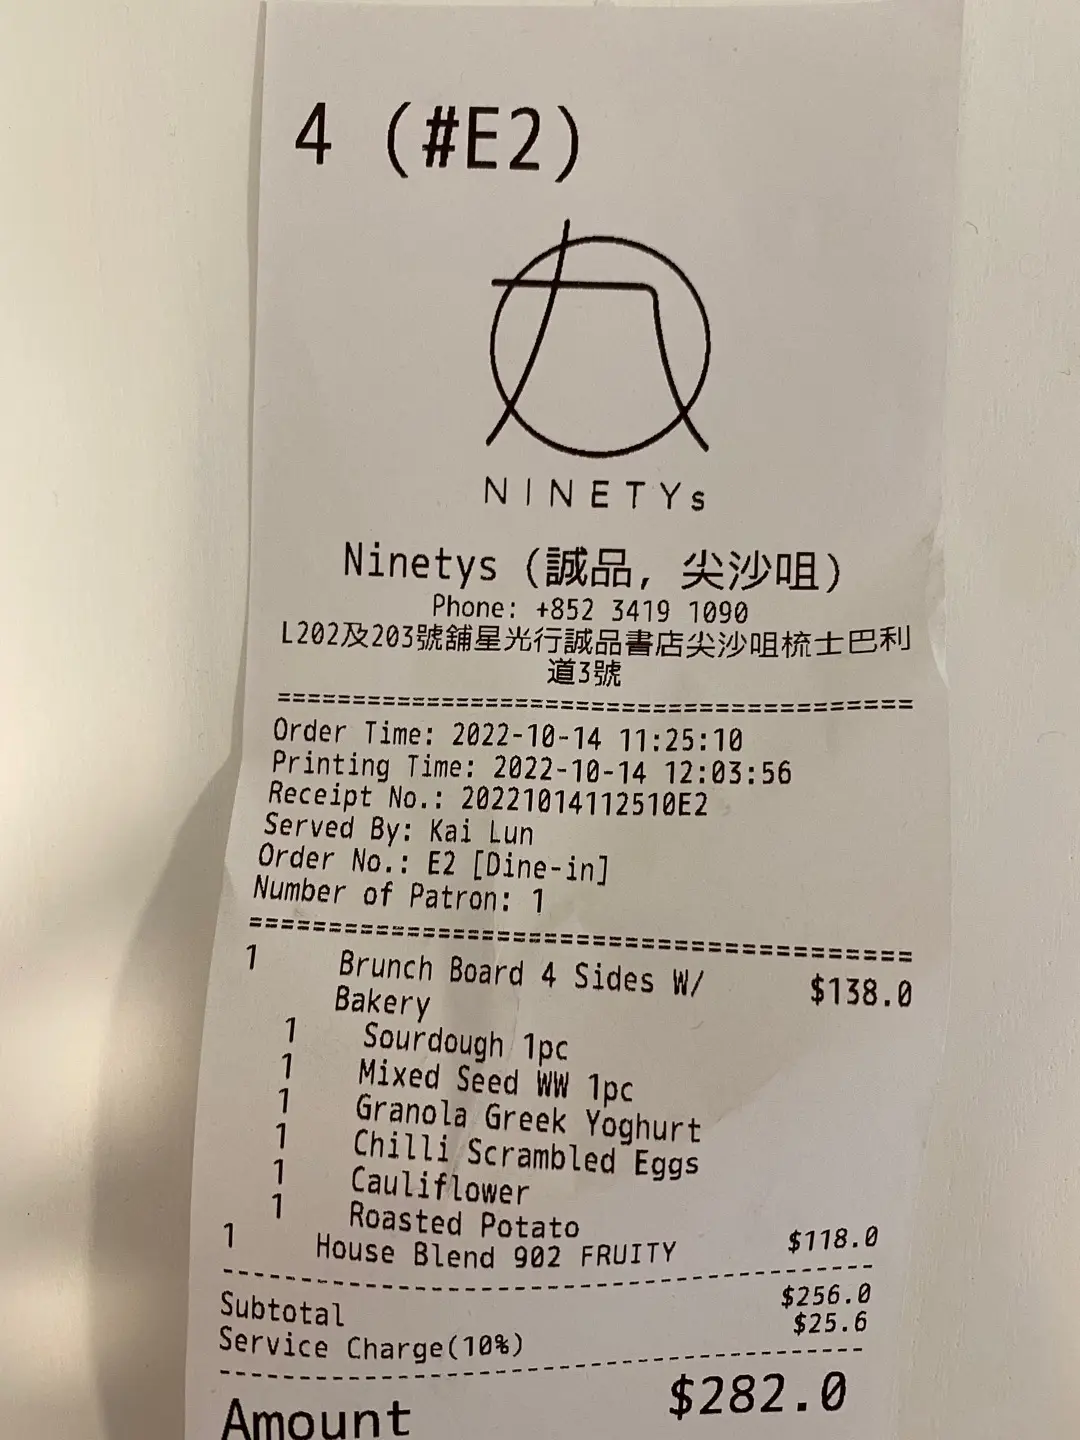 4 (#E2)
NINETYs
Ninetys (誠品, 尖沙咀)
Phone: +852 3419 1090
L202及203號舖星光行誠品書店尖沙咀梳士巴利
道3號
========================================
Order Time: 2022-10-14 11:25:10
Printing Time: 2022-10-14 12:03:56
Receipt No.: 20221014112510E2
Served By: Kai Lun
Order No.: E2 [Dine-in]
Number of Patron: 1
========================================
1 Brunch Board 4 Sides W/ $138.0
Bakery
1 Sourdough 1pc
1 Mixed Seed WW 1pc
1 Granola Greek Yoghurt
1 Chilli Scrambled Eggs
1 Cauliflower
1 Roasted Potato
1 House Blend 902 FRUITY $118.0
----------------------------------------
Subtotal $256.0
Service Charge(10%) $25.6
----------------------------------------
Amount $282.0